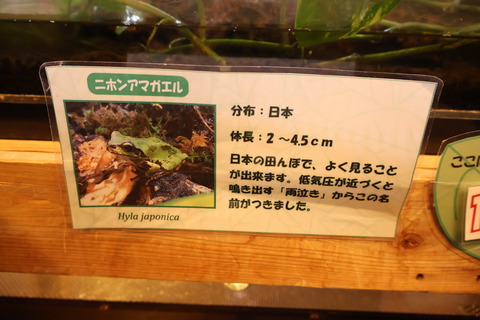 ニホンアマガエル
分布：日本
体長：2 ～4.5cm
日本の田んぼで、よく見ること
が出来ます。低気圧が近づくと
鳴き出す「雨泣き」からこの名
前がつきました。
Hyla japonica
ここ